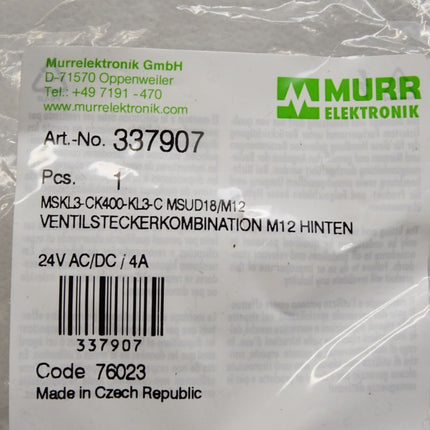 Murrelektronik GmbH
D-71570 Oppenweiler
Tel.: +49 7191 -470
www.murrelektronik.com
MURR
ELEKTRONIK
Art.-No. 337907
Pcs. 1
MSKL3-CK400-KL3-C MSUD18/M12
VENTILSTECKERKOMBINATION M12 HINTEN
24V AC/DC / 4A
337907
Code 76023
Made in Czech Republic